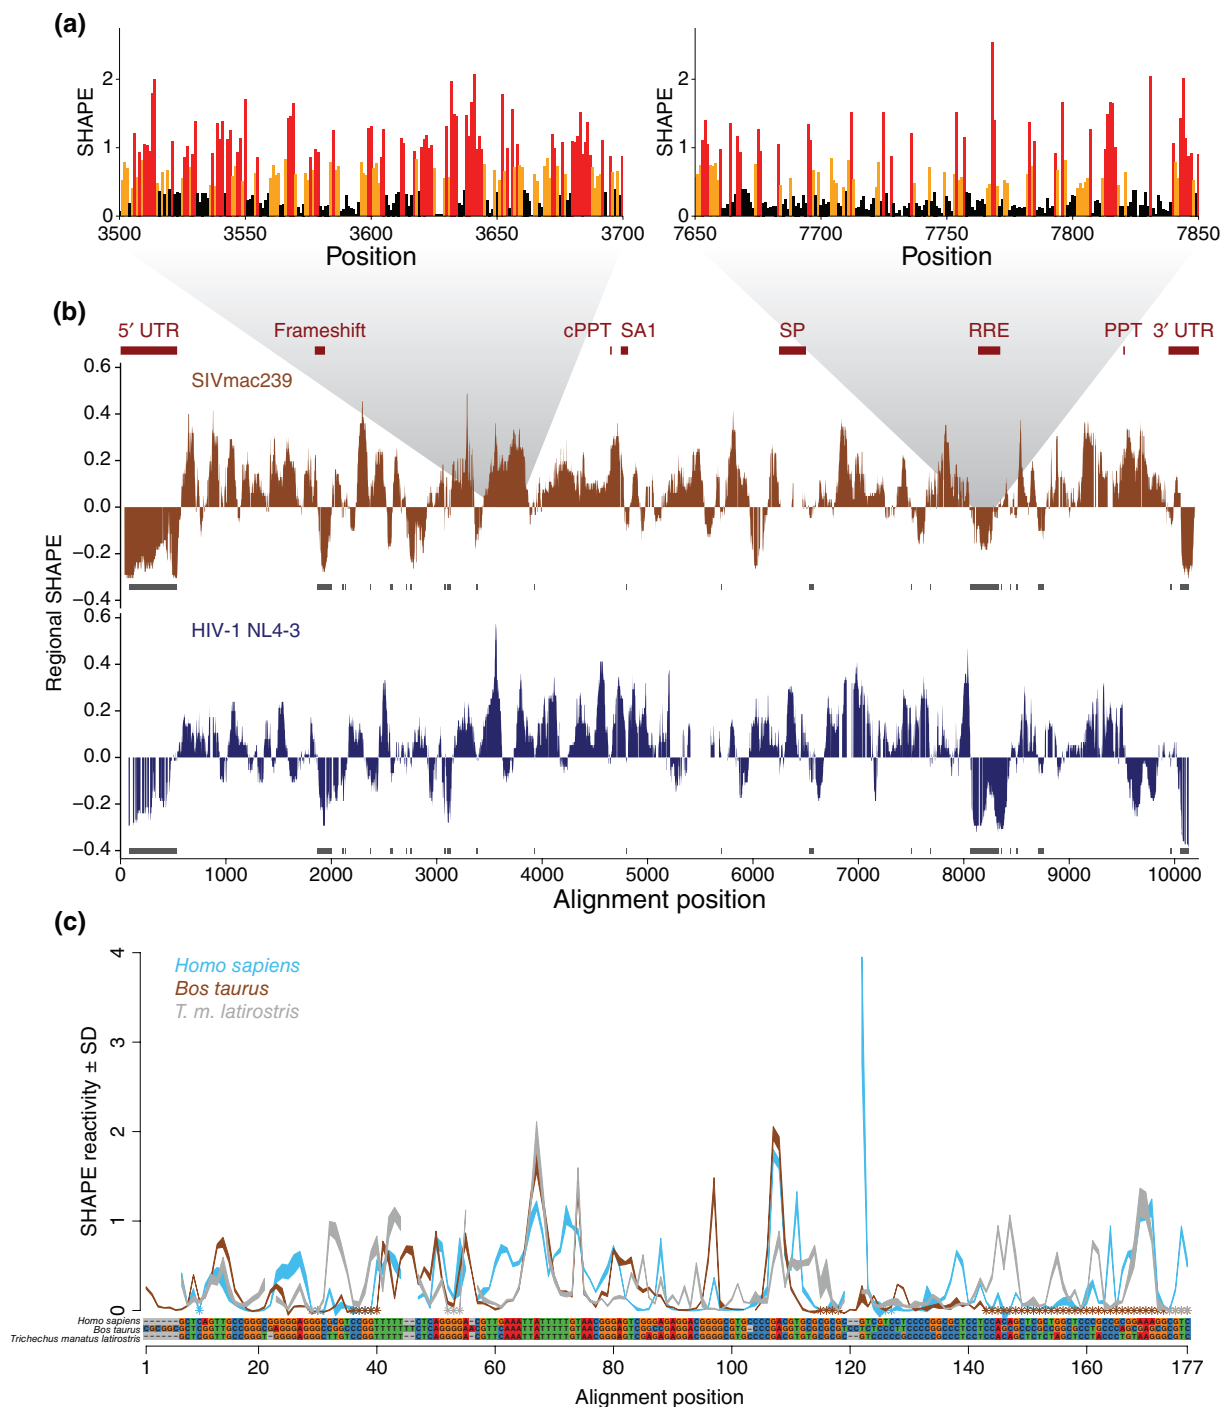 (a)
SHAPE
2
1
0
3500 3550 3600 3650 3700
Position
SHAPE
2
1
0
7650 7700 7750 7800 7850
Position
(b)
5′ UTR Frameshift cPPT SA1 SP RRE PPT 3′ UTR
Regional SHAPE
0.6
0.4
0.2
0.0
−0.2
−0.4
SIVmac239
0.6
0.4
0.2
0.0
−0.2
−0.4
HIV-1 NL4-3
0 1000 2000 3000 4000 5000 6000 7000 8000 9000 10000
Alignment position
(c)
SHAPE reactivity ± SD
4
3
2
1
0
Homo sapiens
Bos taurus
T. m. latirostris
Homo sapiens
Bos taurus
Trichechus manatus latirostris
1 20 40 60 80 100 120 140 160 177
Alignment position